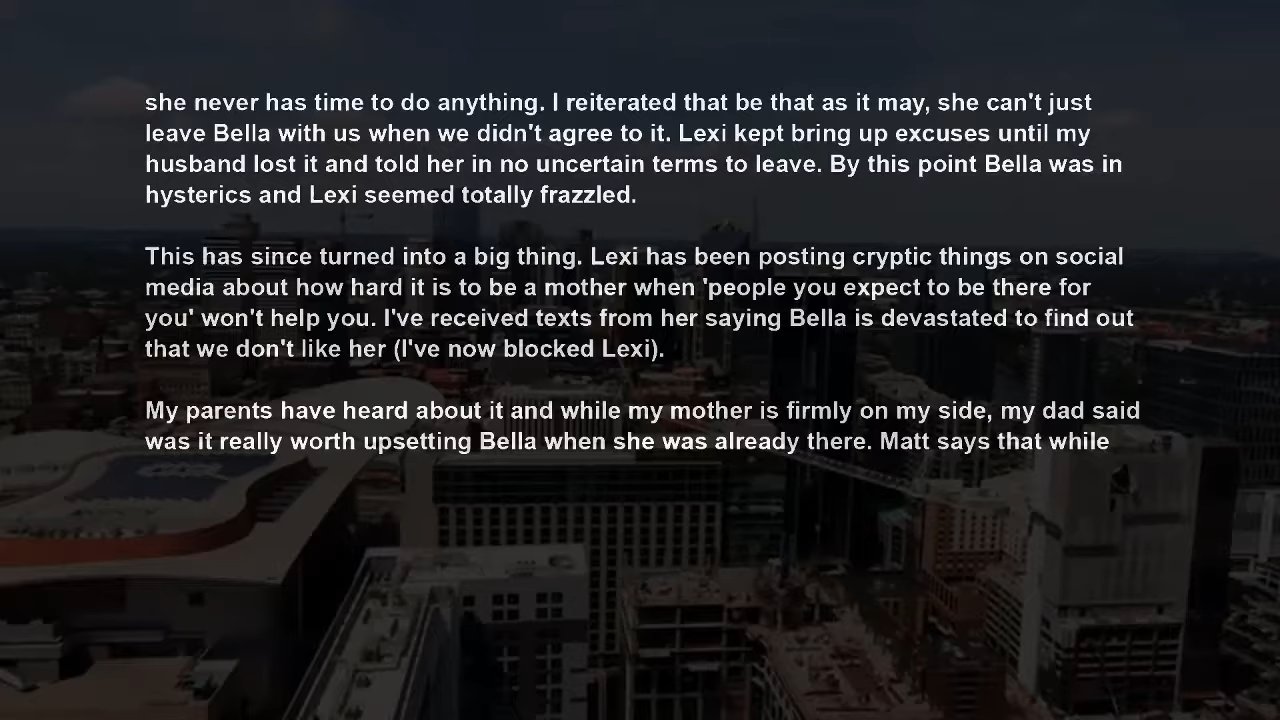 she never has time to do anything. I reiterated that be that as it may, she can't just
leave Bella with us when we didn't agree to it. Lexi kept bring up excuses until my
husband lost it and told her in no uncertain terms to leave. By this point Bella was in
hysterics and Lexi seemed totally frazzled.
This has since turned into a big thing. Lexi has been posting cryptic things on social
media about how hard it is to be a mother when 'people you expect to be there for
you' won't help you. I've received texts from her saying Bella is devastated to find out
that we don't like her (I've now blocked Lexi).
My parents have heard about it and while my mother is firmly on my side, my dad said
was it really worth upsetting Bella when she was already there. Matt says that while